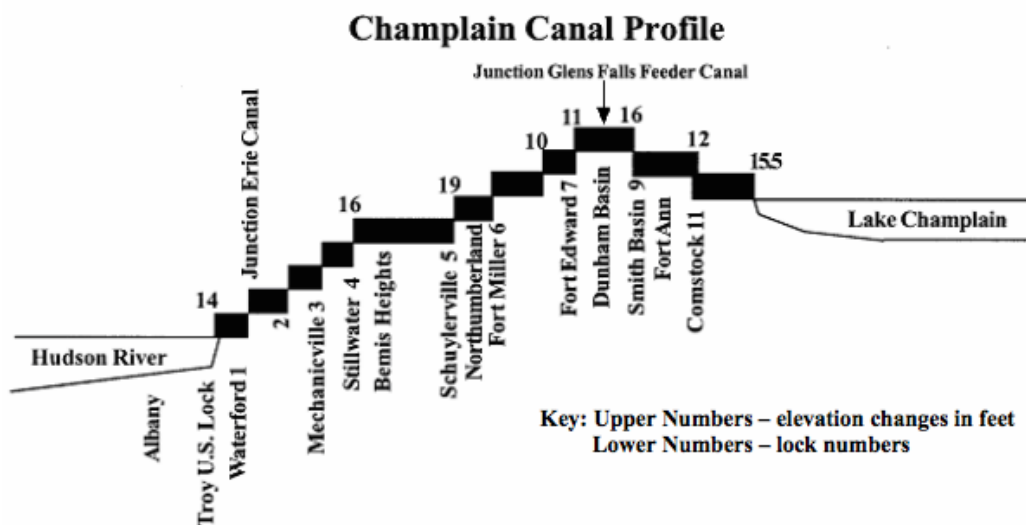 Champlain Canal Profile
Junction Glens Falls Feeder Canal
14
Junction Erie Canal
16
19
10
11
16
12
15.5
Hudson River
Lake Champlain
Albany
Troy U.S. Lock
Waterford 1
2
Mechanicville 3
Stillwater 4
Bemis Heights
Schuylerville 5
Northumberland
Fort Miller 6
Fort Edward 7
Dunham Basin
Smith Basin 9
Fort Ann
Comstock 11
Key: Upper Numbers – elevation changes in feet
Lower Numbers – lock numbers